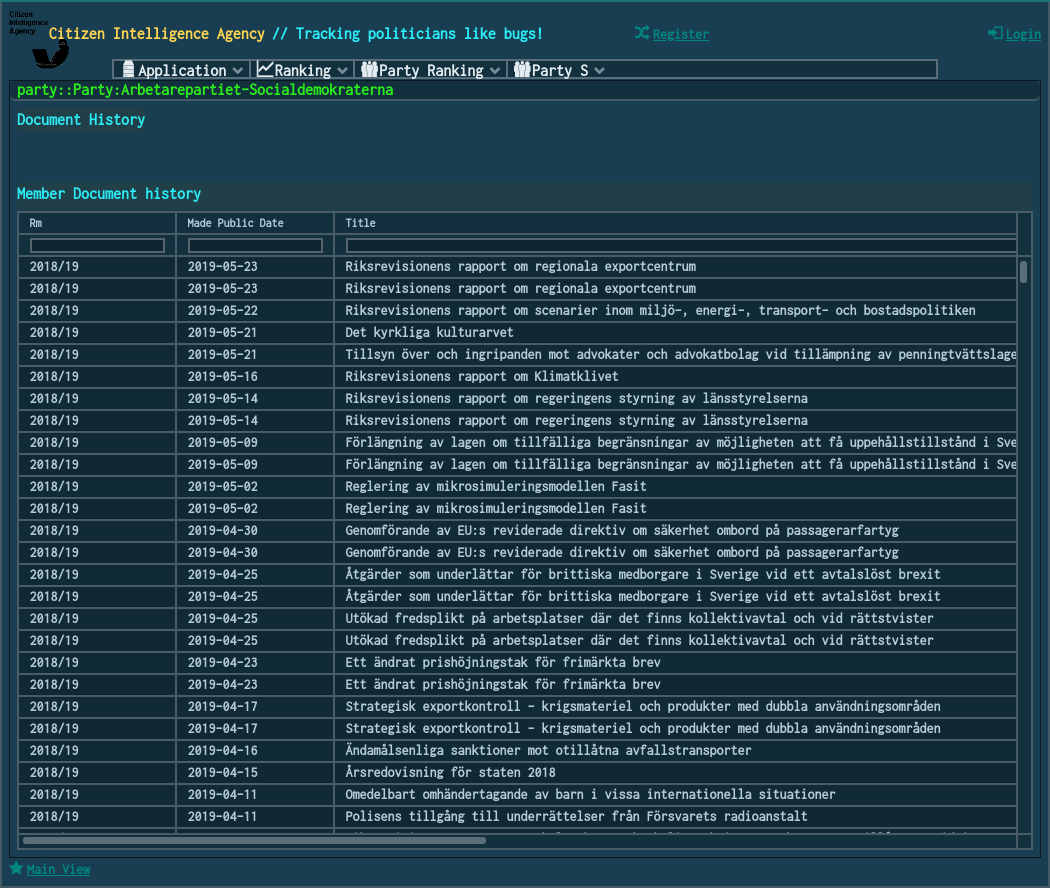 Citizen
Intelligence
Agency
Citizen Intelligence Agency // Tracking politicians like bugs!
Register
Login
Application Ranking Party Ranking Party S
party::Party:Arbetarepartiet-Socialdemokraterna
Document History
Member Document history
Rm Made Public Date Title
2018/19 2019-05-23 Riksrevisionens rapport om regionala exportcentrum
2018/19 2019-05-23 Riksrevisionens rapport om regionala exportcentrum
2018/19 2019-05-22 Riksrevisionens rapport om scenarier inom miljö-, energi-, transport- och bostadspolitiken
2018/19 2019-05-21 Det kyrkliga kulturarvet
2018/19 2019-05-21 Tillsyn över och ingripanden mot advokater och advokatbolag vid tillämpning av penningtvättslage
2018/19 2019-05-16 Riksrevisionens rapport om Klimatklivet
2018/19 2019-05-14 Riksrevisionens rapport om regeringens styrning av länsstyrelserna
2018/19 2019-05-14 Riksrevisionens rapport om regeringens styrning av länsstyrelserna
2018/19 2019-05-09 Förlängning av lagen om tillfälliga begränsningar av möjligheten att få uppehållstillstånd i Sve
2018/19 2019-05-09 Förlängning av lagen om tillfälliga begränsningar av möjligheten att få uppehållstillstånd i Sve
2018/19 2019-05-02 Reglering av mikrosimuleringsmodellen Fasit
2018/19 2019-05-02 Reglering av mikrosimuleringsmodellen Fasit
2018/19 2019-04-30 Genomförande av EU:s reviderade direktiv om säkerhet ombord på passagerarfartyg
2018/19 2019-04-30 Genomförande av EU:s reviderade direktiv om säkerhet ombord på passagerarfartyg
2018/19 2019-04-25 Åtgärder som underlättar för brittiska medborgare i Sverige vid ett avtalslöst brexit
2018/19 2019-04-25 Åtgärder som underlättar för brittiska medborgare i Sverige vid ett avtalslöst brexit
2018/19 2019-04-25 Utökad fredsplikt på arbetsplatser där det finns kollektivavtal och vid rättstvister
2018/19 2019-04-25 Utökad fredsplikt på arbetsplatser där det finns kollektivavtal och vid rättstvister
2018/19 2019-04-23 Ett ändrat prishöjningstak för frimärkta brev
2018/19 2019-04-23 Ett ändrat prishöjningstak för frimärkta brev
2018/19 2019-04-17 Strategisk exportkontroll - krigsmateriel och produkter med dubbla användningsområden
2018/19 2019-04-17 Strategisk exportkontroll - krigsmateriel och produkter med dubbla användningsområden
2018/19 2019-04-16 Ändamålsenliga sanktioner mot otillåtna avfallstransporter
2018/19 2019-04-15 Årsredovisning för staten 2018
2018/19 2019-04-11 Omedelbart omhändertagande av barn i vissa internationella situationer
2018/19 2019-04-11 Polisens tillgång till underrättelser från Försvarets radioanstalt
Main View